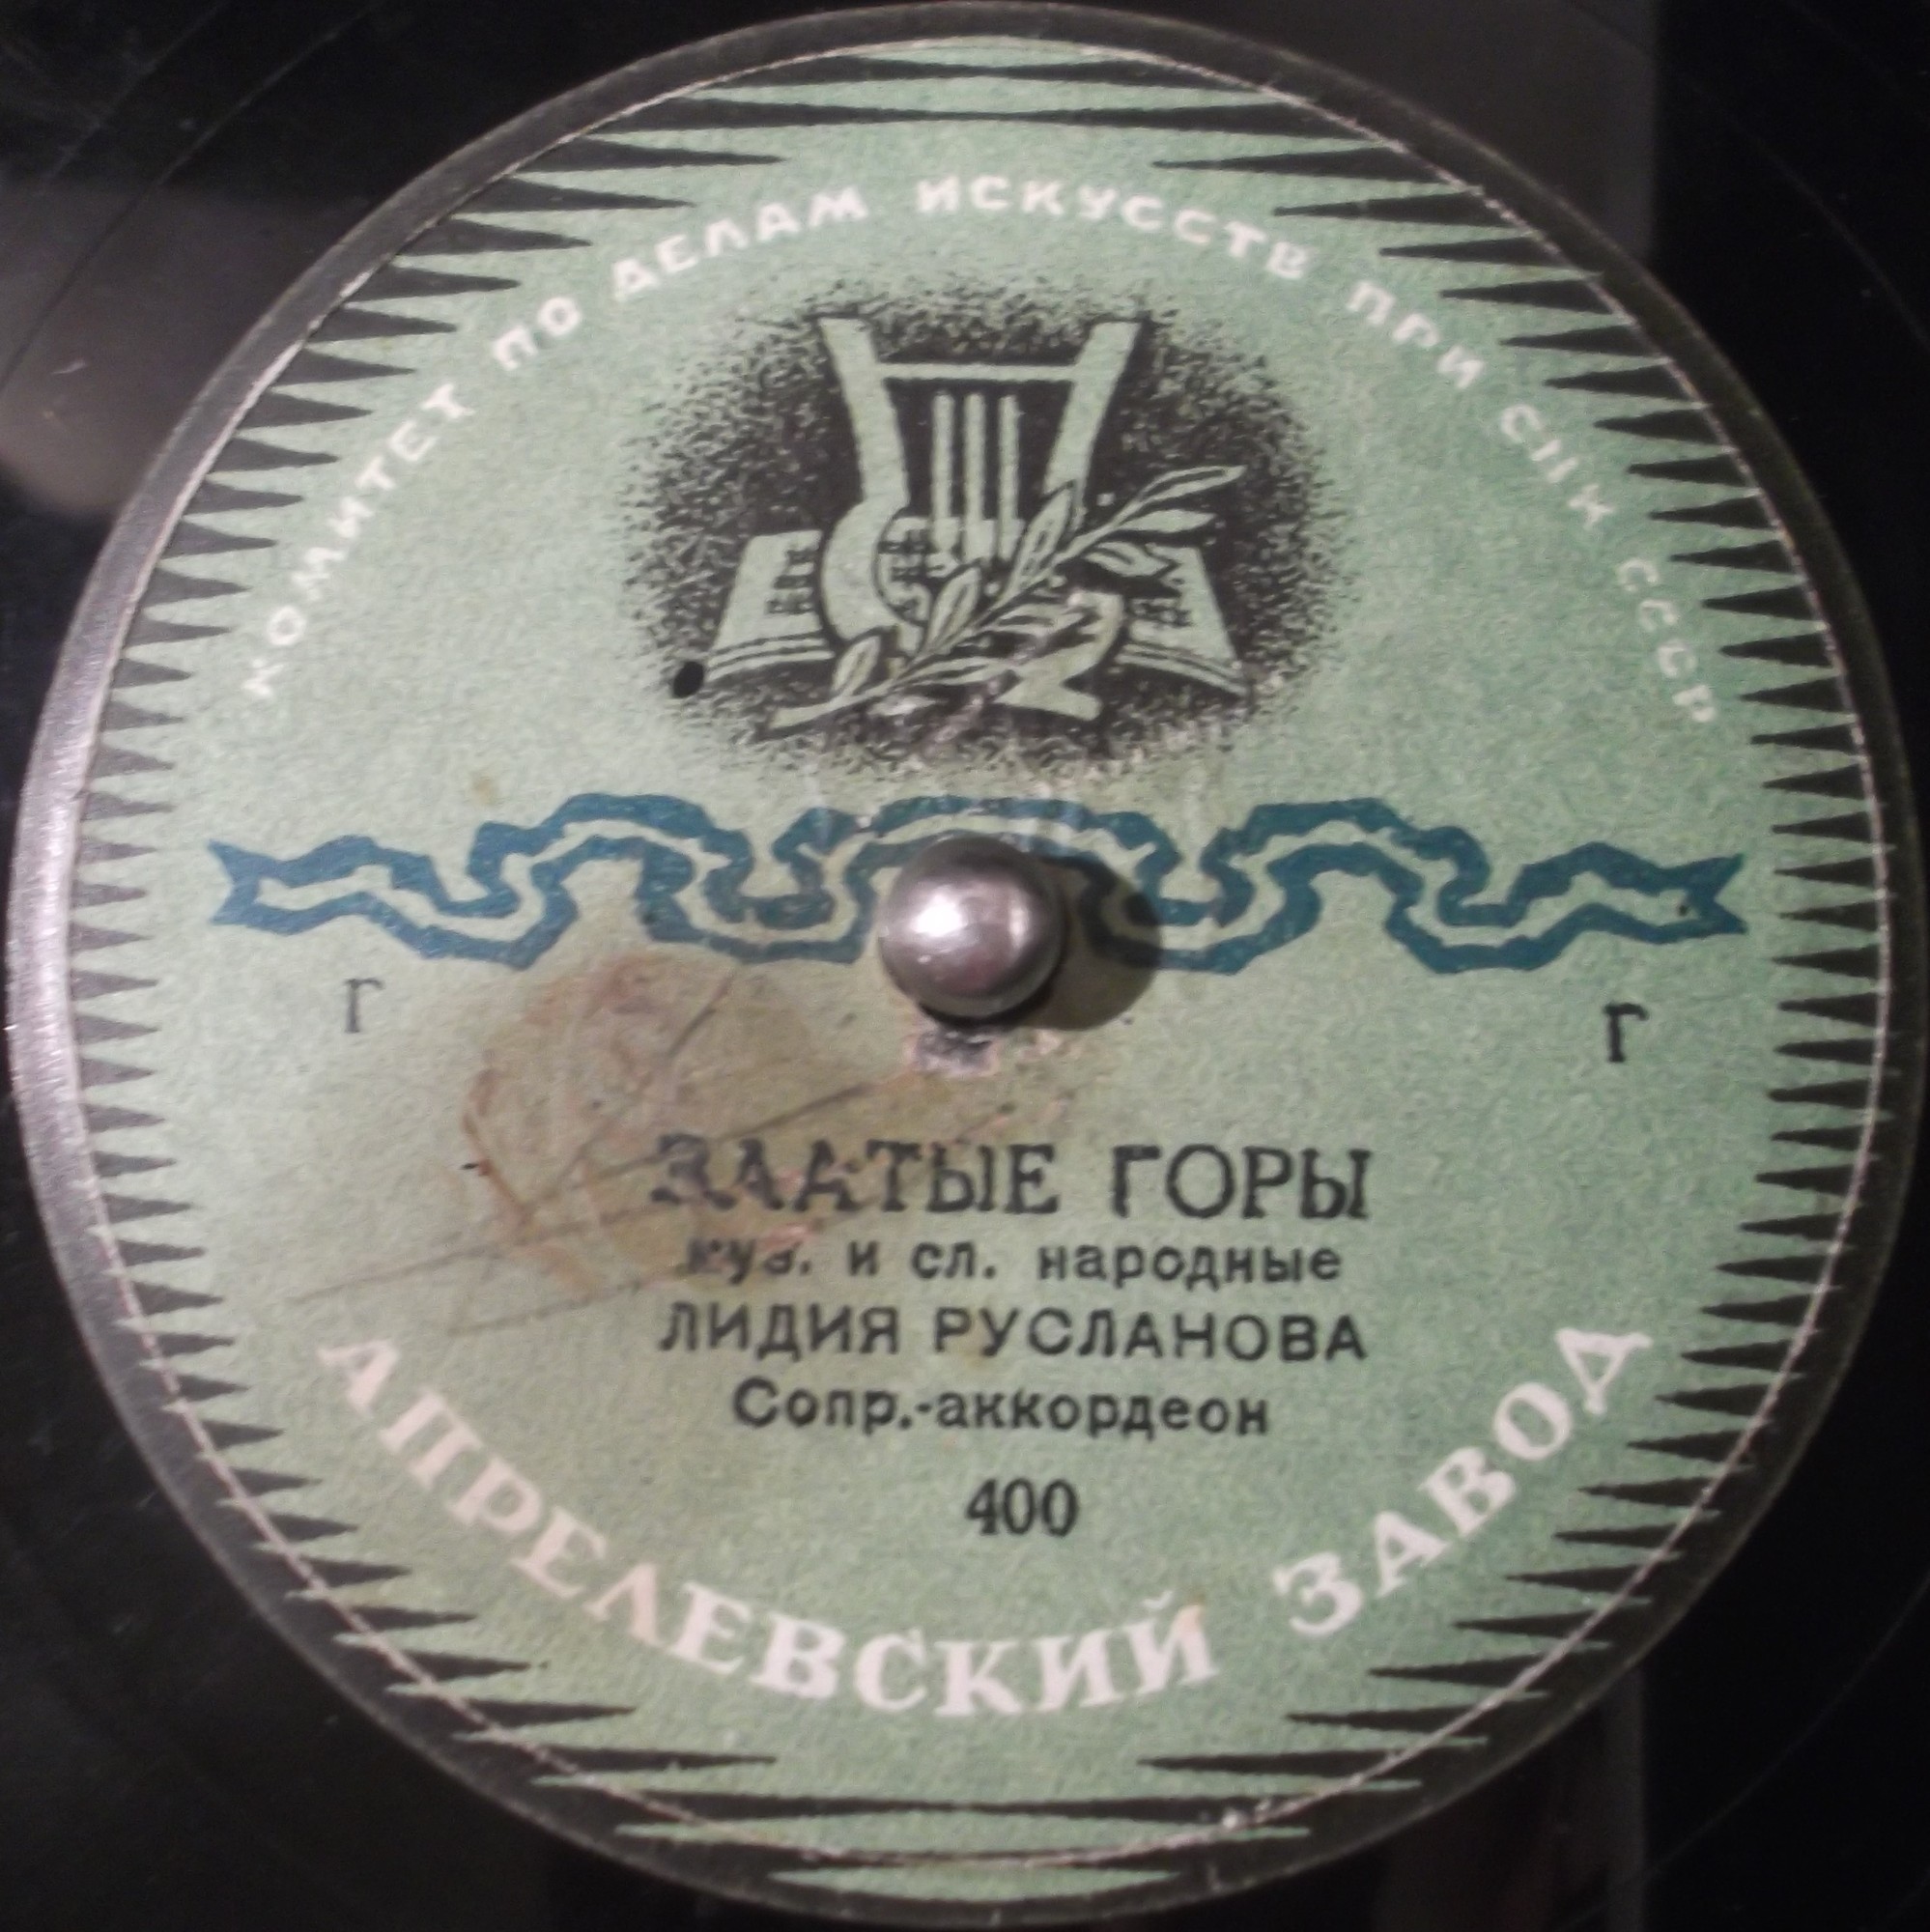 КОМИТЕТ ПО ДЕЛАМ ИСКУССТВ ПРИ СНК СССР
Г Г
ЗЛАТЫЕ ГОРЫ
муз. и сл. народные
ЛИДИЯ РУСЛАНОВА
Сопр.-аккордеон
400
АПРЕЛЕВСКИЙ ЗАВОД